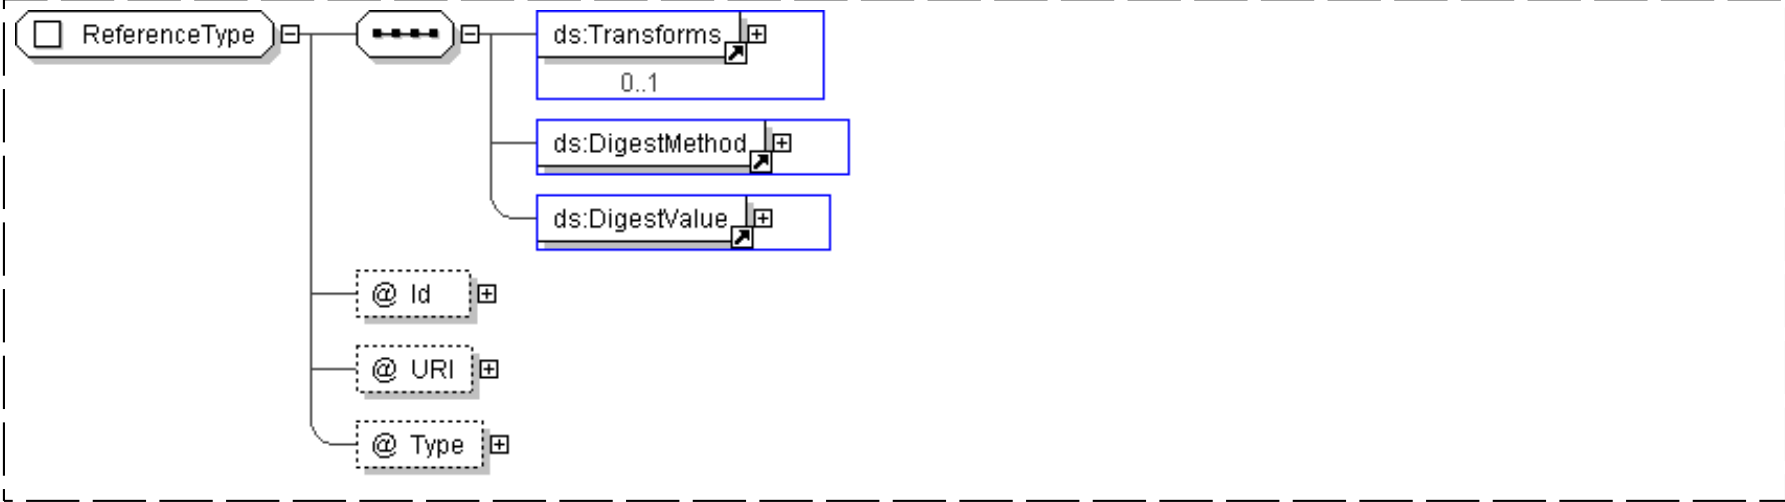 ReferenceType
ds:Transforms
0..1
ds:DigestMethod
ds:DigestValue
@ Id
@ URI
@ Type